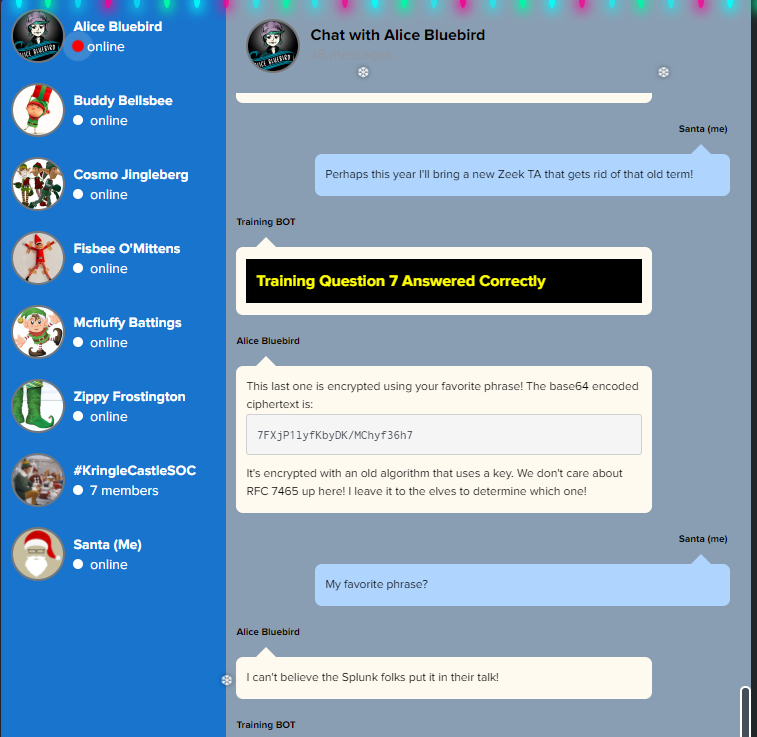 Alice Bluebird
online
Buddy Bellsbee
online
Cosmo Jingleberg
online
Fisbee O'Mittens
online
Mcfluffy Battings
online
Zippy Frostington
online
#KringleCastleSOC
7 members
Santa (Me)
online
Chat with Alice Bluebird
Santa (me)
Perhaps this year I'll bring a new Zeek TA that gets rid of that old term!
Training BOT
Training Question 7 Answered Correctly
Alice Bluebird
This last one is encrypted using your favorite phrase! The base64 encoded
ciphertext is:
7FXjP1lyfKbyDK/MChyf36h7
It's encrypted with an old algorithm that uses a key. We don't care about
RFC 7465 up here! I leave it to the elves to determine which one!
Santa (me)
My favorite phrase?
Alice Bluebird
I can't believe the Splunk folks put it in their talk!
Training BOT